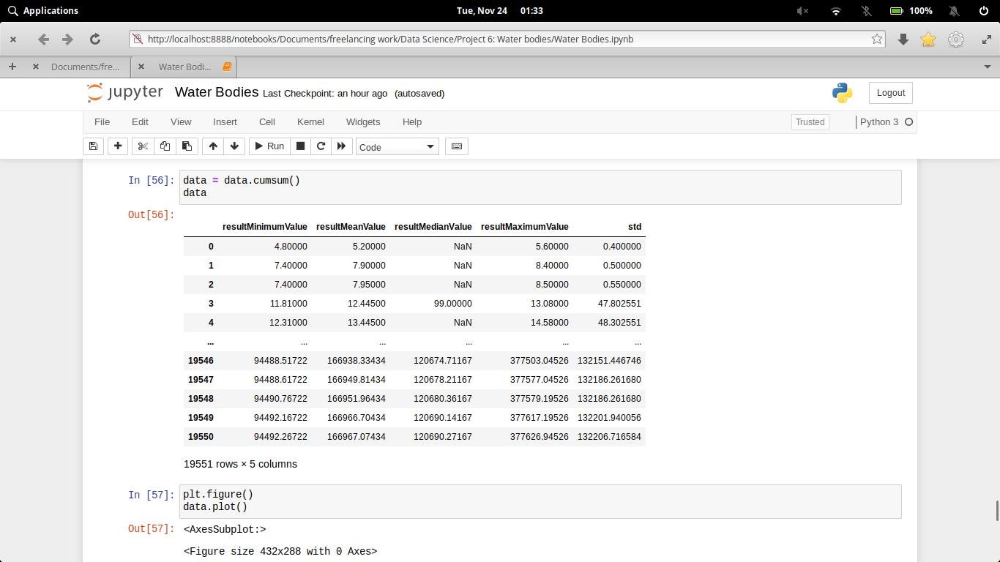 Applications Tue, Nov 24 01:33 100%
http://localhost:8888/notebooks/Documents/freelancing work/Data Science/Project 6: Water bodies/Water Bodies.ipynb
Documents/fre... Water Bodi...
jupyter Water Bodies Last Checkpoint: an hour ago (autosaved) Logout
File Edit View Insert Cell Kernel Widgets Help Trusted Python 3
Run Code
In [56]: data = data.cumsum()
data
Out[56]:
resultMinimumValue resultMeanValue resultMedianValue resultMaximumValue std
0 4.80000 5.20000 NaN 5.60000 0.400000
1 7.40000 7.90000 NaN 8.40000 0.500000
2 7.40000 7.95000 NaN 8.50000 0.550000
3 11.81000 12.44500 99.00000 13.08000 47.802551
4 12.31000 13.44500 NaN 14.58000 48.302551
... ... ... ... ... ...
19546 94488.51722 166938.33434 120674.71167 377503.04526 132151.446746
19547 94488.61722 166949.81434 120678.21167 377577.04526 132186.261680
19548 94490.76722 166951.96434 120680.36167 377579.19526 132186.261680
19549 94492.16722 166966.70434 120690.14167 377617.19526 132201.940056
19550 94492.26722 166967.07434 120690.27167 377626.94526 132206.716584
19551 rows × 5 columns
In [57]: plt.figure()
data.plot()
Out[57]: <AxesSubplot:>
<Figure size 432x288 with 0 Axes>